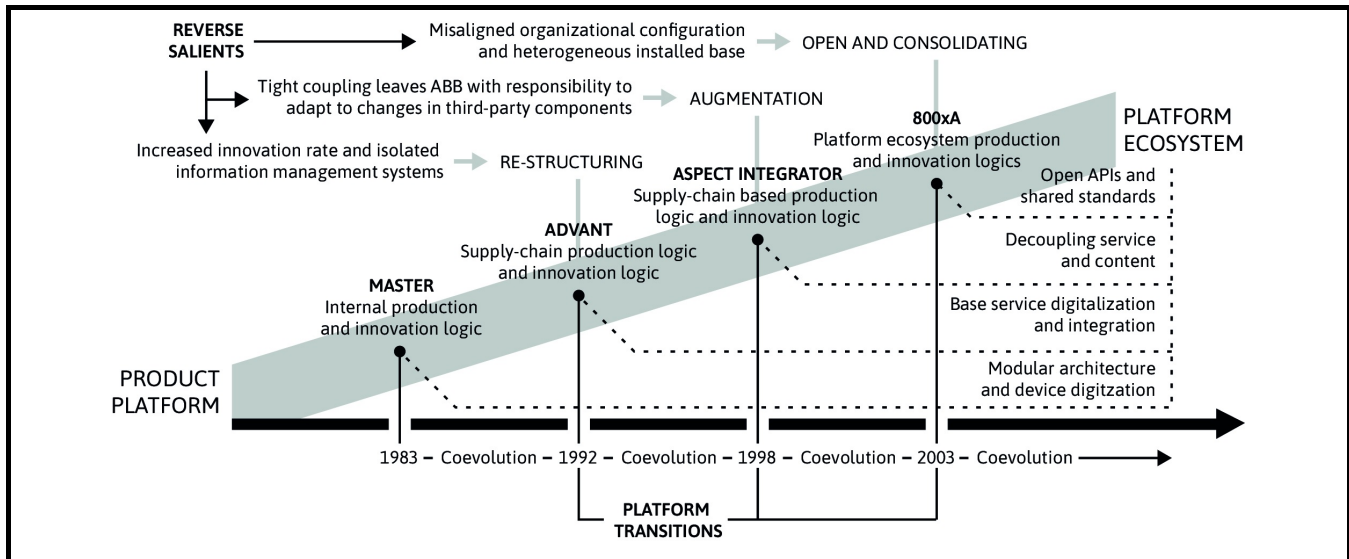 REVERSE
SALIENTS
Misaligned organizational configuration
and heterogeneous installed base
OPEN AND CONSOLIDATING
Tight coupling leaves ABB with responsibility to
adapt to changes in third-party components
AUGMENTATION
Increased innovation rate and isolated
information management systems
RE-STRUCTURING
800xA
Platform ecosystem production
and innovation logics
PLATFORM
ECOSYSTEM
ASPECT INTEGRATOR
Supply-chain based production
logic and innovation logic
ADVANT
Supply-chain production logic
and innovation logic
MASTER
Internal production
and innovation logic
Open APIs and
shared standards
Decoupling service
and content
Base service digitalization
and integration
Modular architecture
and device digitzation
PRODUCT
PLATFORM
1983 – Coevolution – 1992 – Coevolution – 1998 – Coevolution – 2003 – Coevolution
PLATFORM
TRANSITIONS